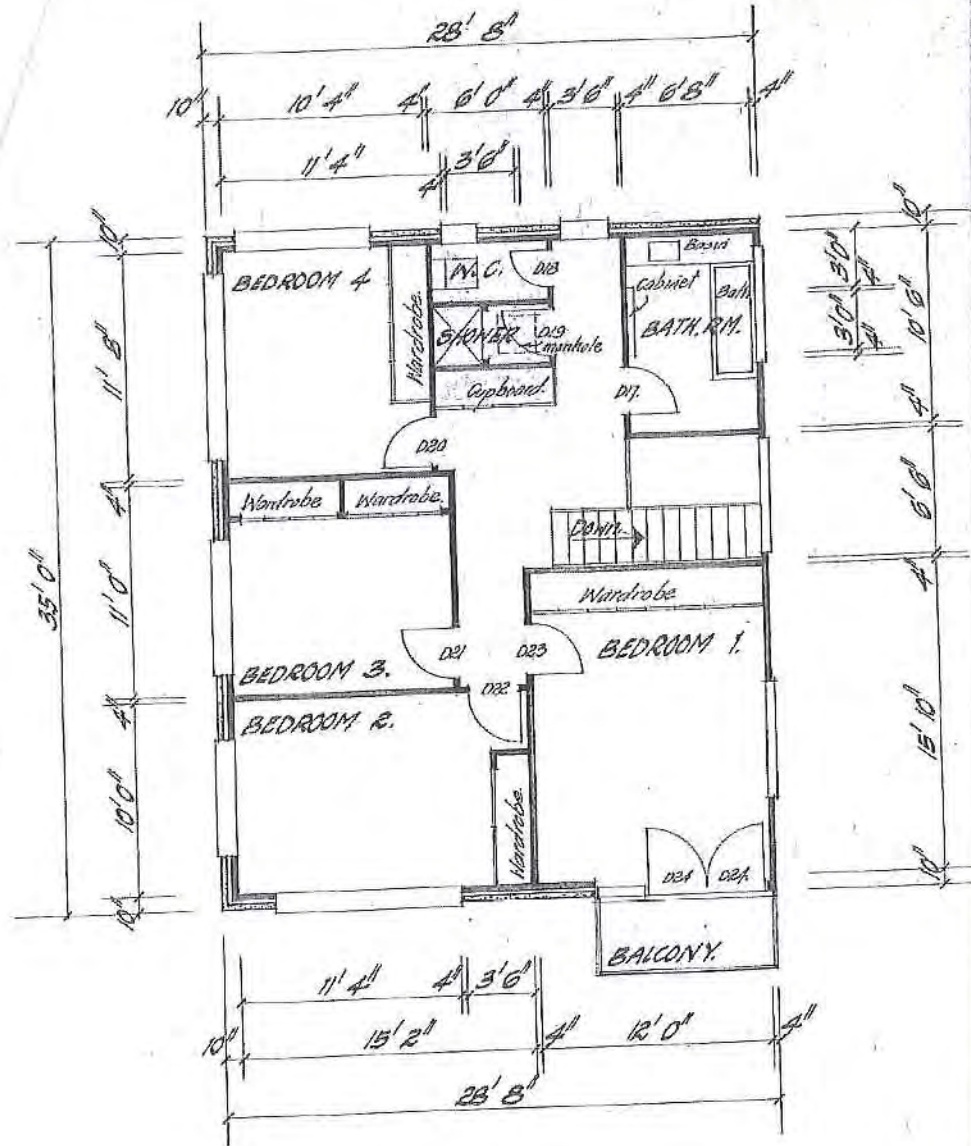 28' 8"
10" 10'4" 4" 6'0" 4" 3'6" 4" 6'8" 4"
11'4" 4" 3'6"
10"
11'8"
4"
11'0"
4"
10'0"
10"
35'0"
10"
3'0"
4"
3'0"
4"
10'6"
4"
6'6"
4"
15'10"
10"
BEDROOM 4
Wardrobe.
W.C.
D18
Basin
Cabinet
Bath
BATH. RM.
SHOWER
D19
manhole
Cupboard.
D17.
D20
Wardrobe
Wardrobe.
DOWN.
Wardrobe
D21
D23
BEDROOM 1.
BEDROOM 3.
D22
BEDROOM 2.
Wardrobe.
D24
D24.
BALCONY.
11'4" 4" 3'6"
10" 15'2" 4" 12'0" 4"
28' 8"